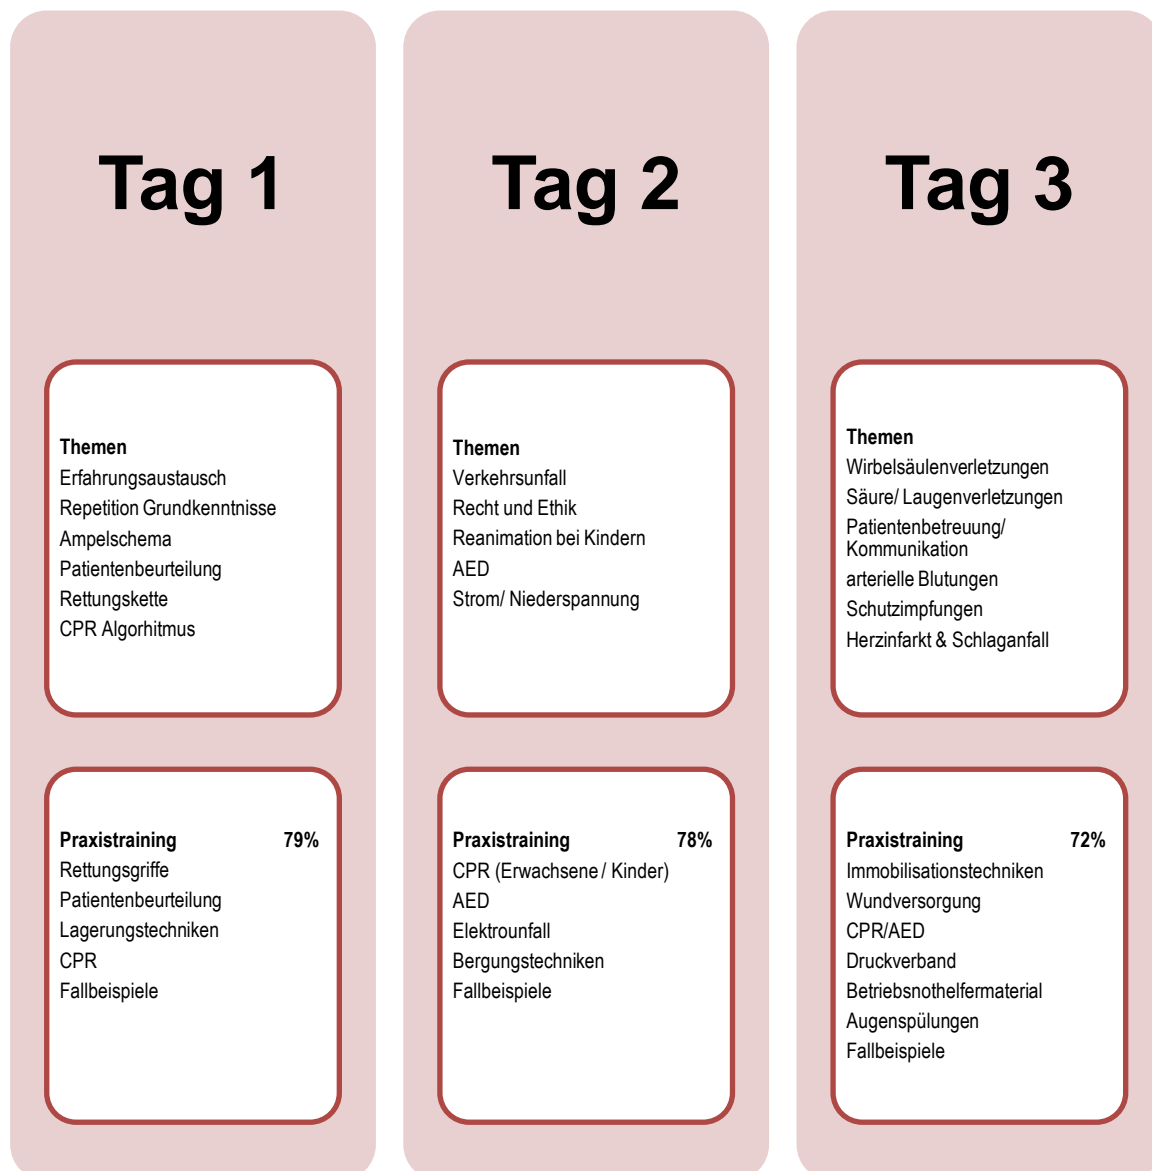 Tag 1
Themen
Erfahrungsaustausch
Repetition Grundkenntnisse
Ampelschema
Patientenbeurteilung
Rettungskette
CPR Algorhitmus
Praxistraining 79%
Rettungsgriffe
Patientenbeurteilung
Lagerungstechniken
CPR
Fallbeispiele
Tag 2
Themen
Verkehrsunfall
Recht und Ethik
Reanimation bei Kindern
AED
Strom/ Niederspannung
Praxistraining 78%
CPR (Erwachsene / Kinder)
AED
Elektrounfall
Bergungstechniken
Fallbeispiele
Tag 3
Themen
Wirbelsäulenverletzungen
Säure/ Laugenverletzungen
Patientenbetreuung/
Kommunikation
arterielle Blutungen
Schutzimpfungen
Herzinfarkt & Schlaganfall
Praxistraining 72%
Immobilisationstechniken
Wundversorgung
CPR/AED
Druckverband
Betriebsnothelfermaterial
Augenspülungen
Fallbeispiele